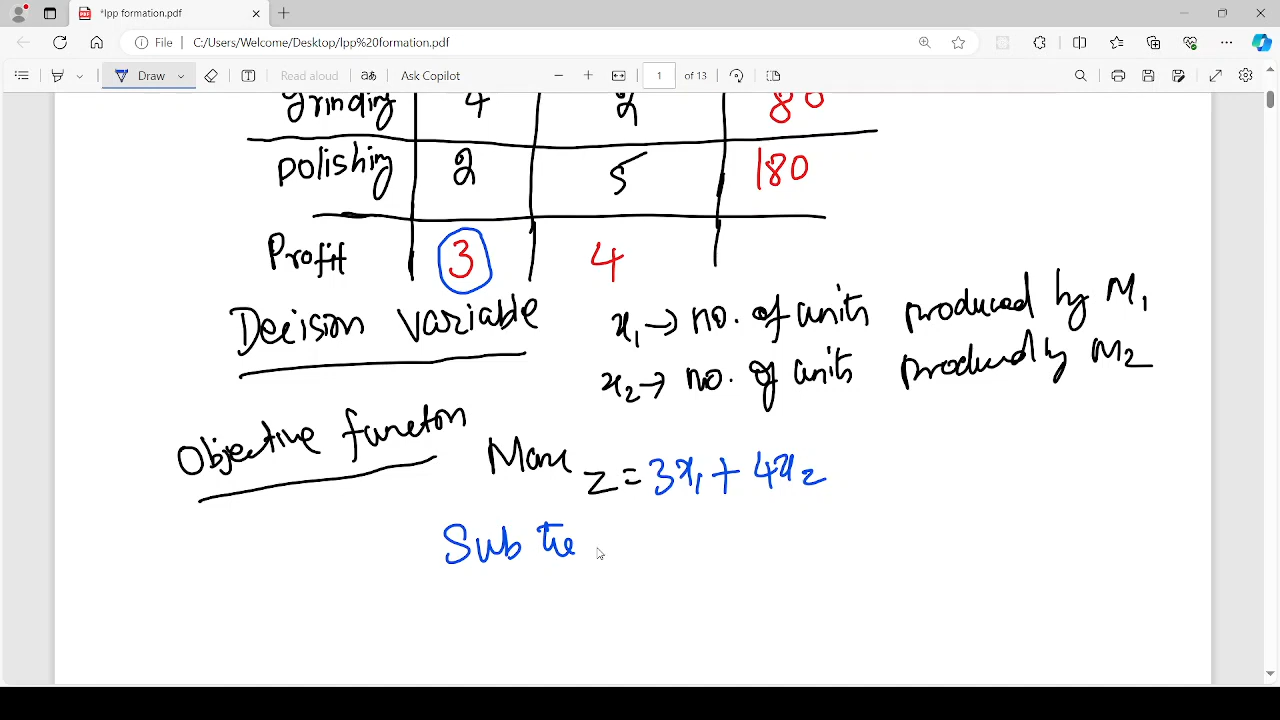 *lpp formation.pdf
File C:/Users/Welcome/Desktop/lpp%20formation.pdf
Draw Read aloud Ask Copilot 1 of 13
grinding 4 2 80
polishing 2 5 180
Profit 3 4
Decision variable x₁→ no. of units produced by M₁
x₂→ no. of units produced by M₂
Objective functon Max Z = 3x₁ + 4x₂
Sub